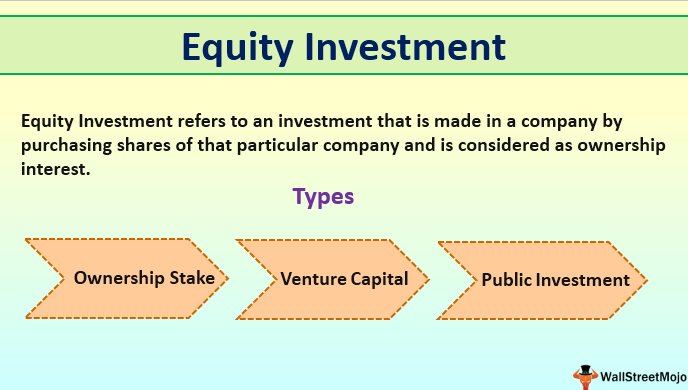 Equity Investment
Equity Investment refers to an investment that is made in a company by
purchasing shares of that particular company and is considered as ownership
interest.
Types
Ownership Stake
Venture Capital
Public Investment
WallStreetMojo